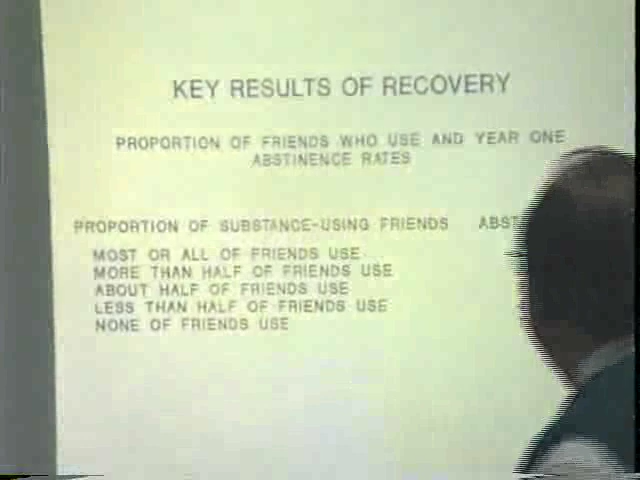 KEY RESULTS OF RECOVERY
PROPORTION OF FRIENDS WHO USE AND YEAR ONE
ABSTINENCE RATES
PROPORTION OF SUBSTANCE-USING FRIENDS ABST
MOST OR ALL OF FRIENDS USE
MORE THAN HALF OF FRIENDS USE
ABOUT HALF OF FRIENDS USE
LESS THAN HALF OF FRIENDS USE
NONE OF FRIENDS USE